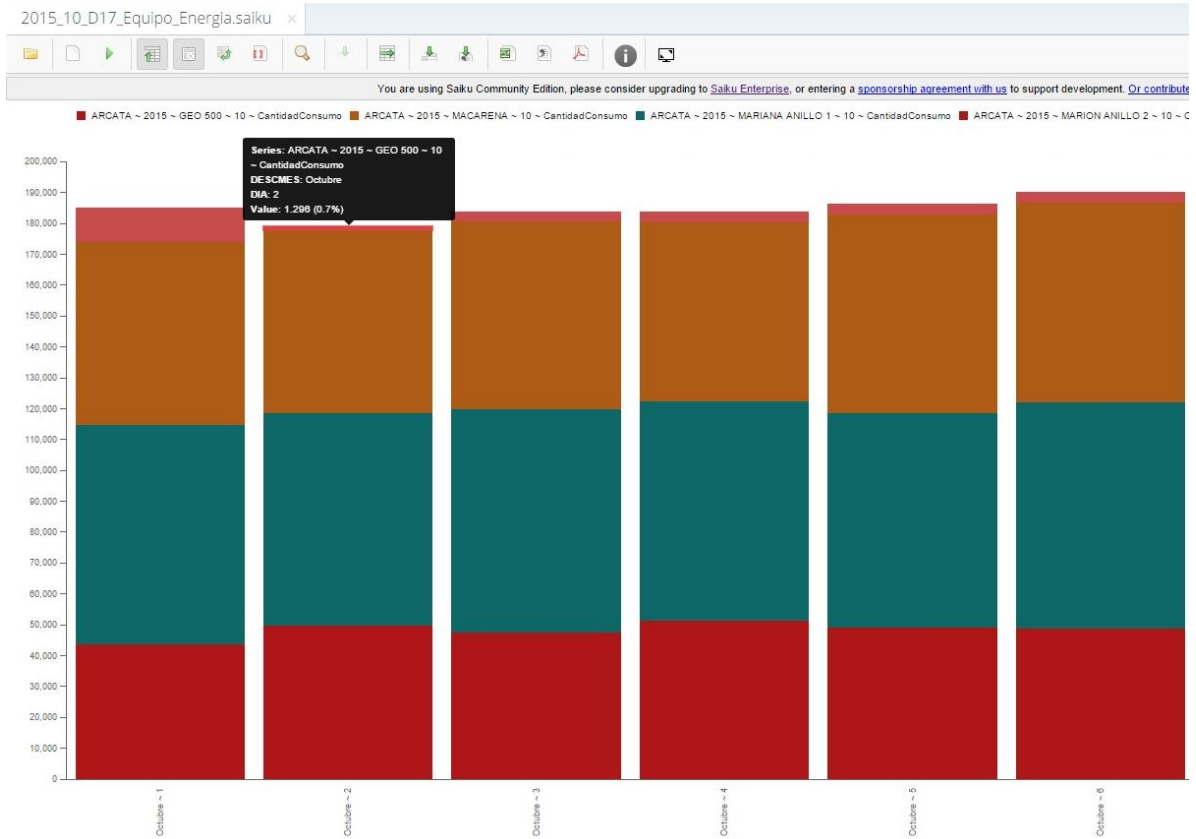 2015_10_D17_Equipo_Energia.saiku ×
You are using Saiku Community Edition, please consider upgrading to Saiku Enterprise, or entering a sponsorship agreement with us to support development. Or contribute
ARCATA ~ 2015 ~ GEO 500 ~ 10 ~ CantidadConsumo ARCATA ~ 2015 ~ MACARENA ~ 10 ~ CantidadConsumo ARCATA ~ 2015 ~ MARIANA ANILLO 1 ~ 10 ~ CantidadConsumo ARCATA ~ 2015 ~ MARION ANILLO 2 ~ 10 ~ C
Series: ARCATA ~ 2015 ~ GEO 500 ~ 10
~ CantidadConsumo
DESCMES: Octubre
DIA: 2
Value: 1.296 (0.7%)
200,000
190,000
180,000
170,000
160,000
150,000
140,000
130,000
120,000
110,000
100,000
90,000
80,000
70,000
60,000
50,000
40,000
30,000
20,000
10,000
0
Octubre ~ 1
Octubre ~ 2
Octubre ~ 3
Octubre ~ 4
Octubre ~ 5
Octubre ~ 6